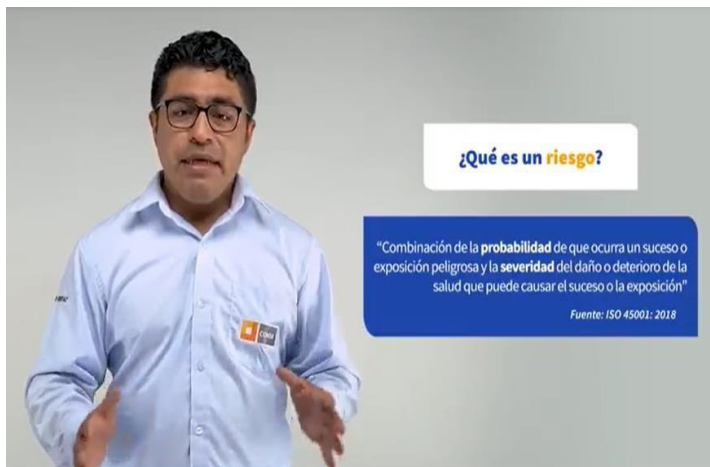 ¿Qué es un riesgo?
“Combinación de la probabilidad de que ocurra un suceso o
exposición peligrosa y la severidad del daño o deterioro de la
salud que puede causar el suceso o la exposición”
Fuente: ISO 45001: 2018